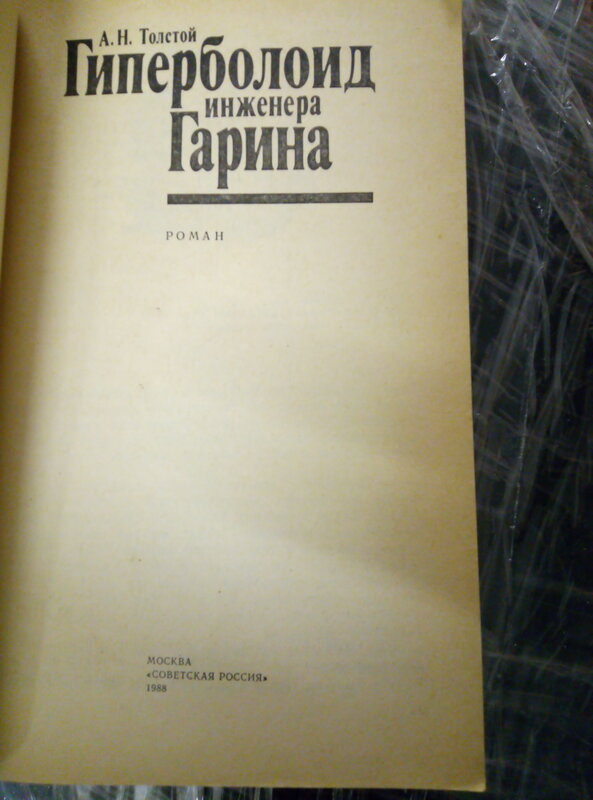 А. Н. Толстой
Гиперболоид
инженера
Гарина
РОМАН
МОСКВА
«СОВЕТСКАЯ РОССИЯ»
1988